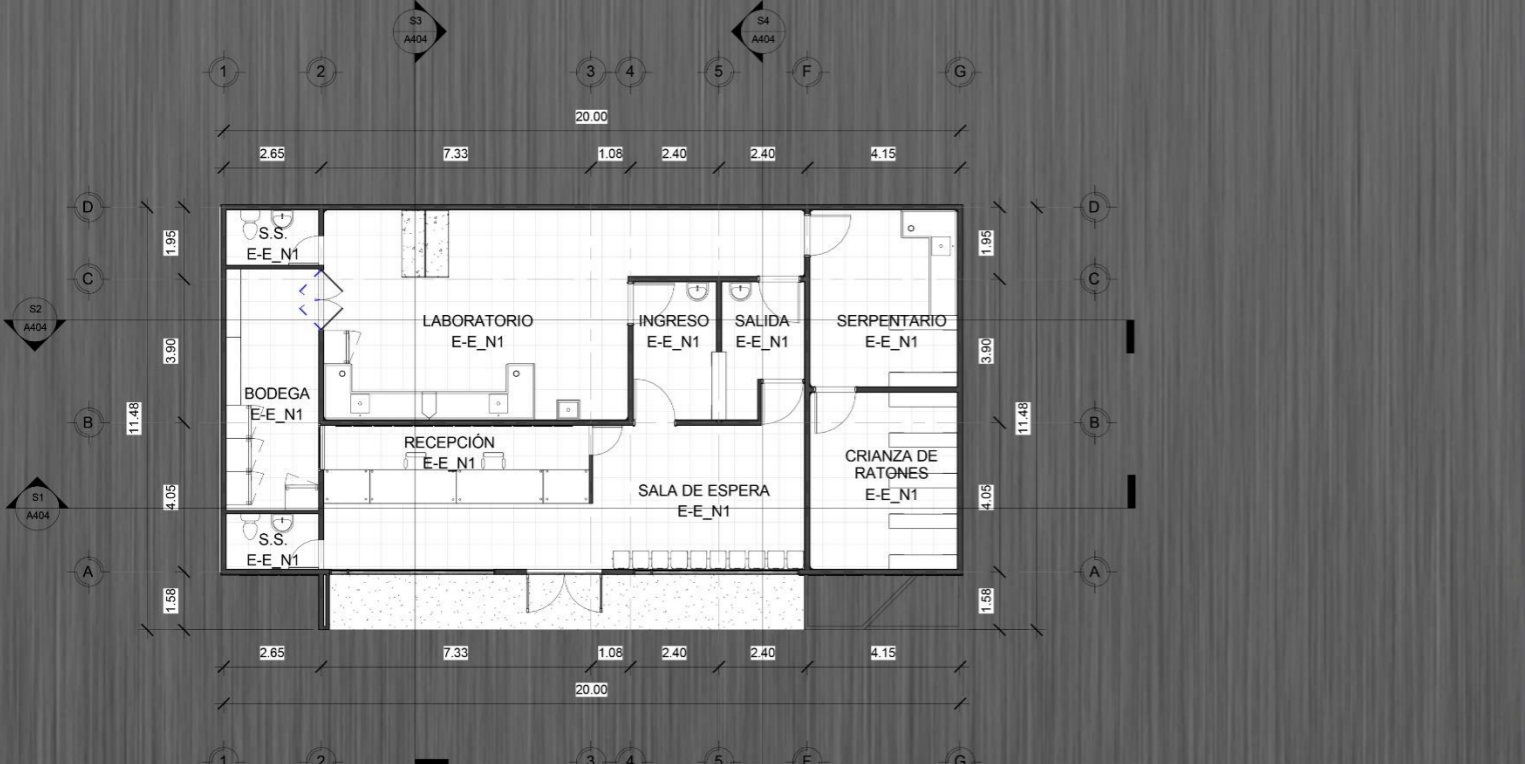 S3
A404
S4
A404
1
2
3
4
5
F
G
20.00
2.65
7.33
1.08
2.40
2.40
4.15
D
D
1.95
S.S.
E-E_N1
1.95
C
C
S2
A404
3.90
LABORATORIO
E-E_N1
INGRESO
E-E_N1
SALIDA
E-E_N1
SERPENTARIO
E-E_N1
3.90
BODEGA
E-E_N1
11.48
B
B
11.48
RECEPCIÓN
E-E_N1
CRIANZA DE
RATONES
E-E_N1
S1
A404
4.05
SALA DE ESPERA
E-E_N1
4.05
S.S.
E-E_N1
A
A
1.58
1.58
2.65
7.33
1.08
2.40
2.40
4.15
20.00
1
2
3
4
5
F
G